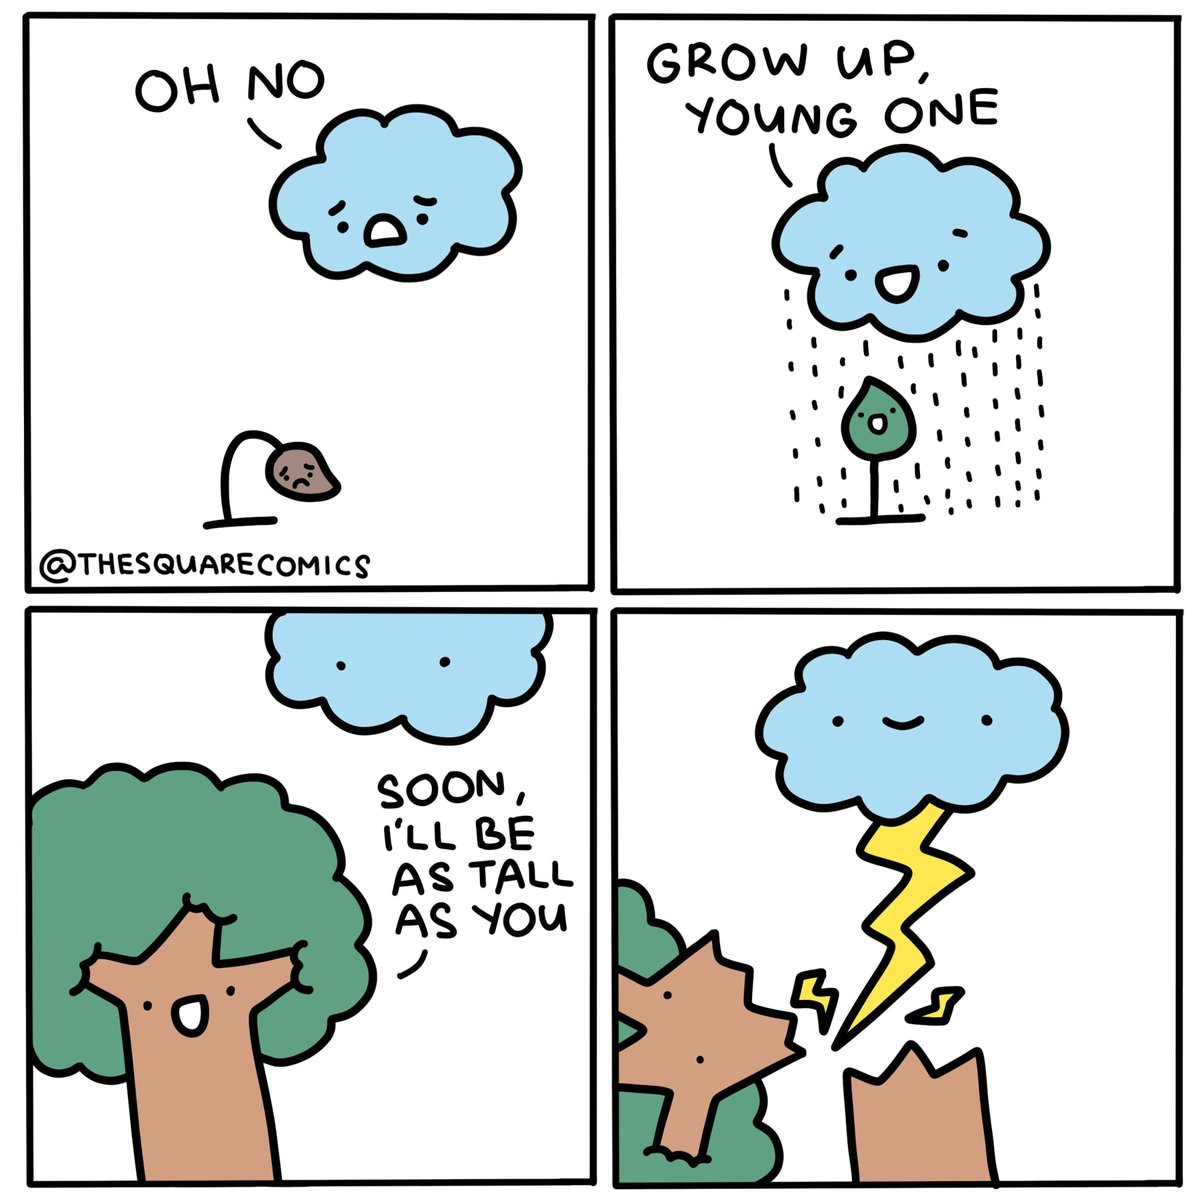 OH NO
@THESQUARECOMICS
GROW UP,
YOUNG ONE
SOON,
I'LL BE
AS TALL
AS YOU